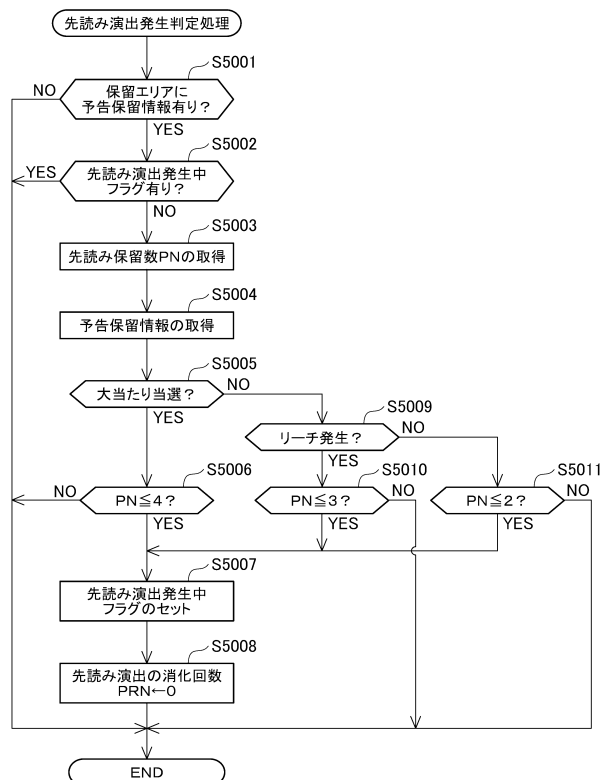 先読み演出発生判定処理
S5001
保留エリアに
予告保留情報有り?
NO
YES
S5002
先読み演出発生中
フラグ有り?
YES
NO
S5003
先読み保留数PNの取得
S5004
予告保留情報の取得
S5005
大当たり当選?
NO
YES
S5009
リーチ発生?
NO
YES
S5006
PN≦4?
NO
YES
S5010
PN≦3?
NO
YES
S5011
PN≦2?
NO
YES
S5007
先読み演出発生中
フラグのセット
S5008
先読み演出の消化回数
PRN←0
END